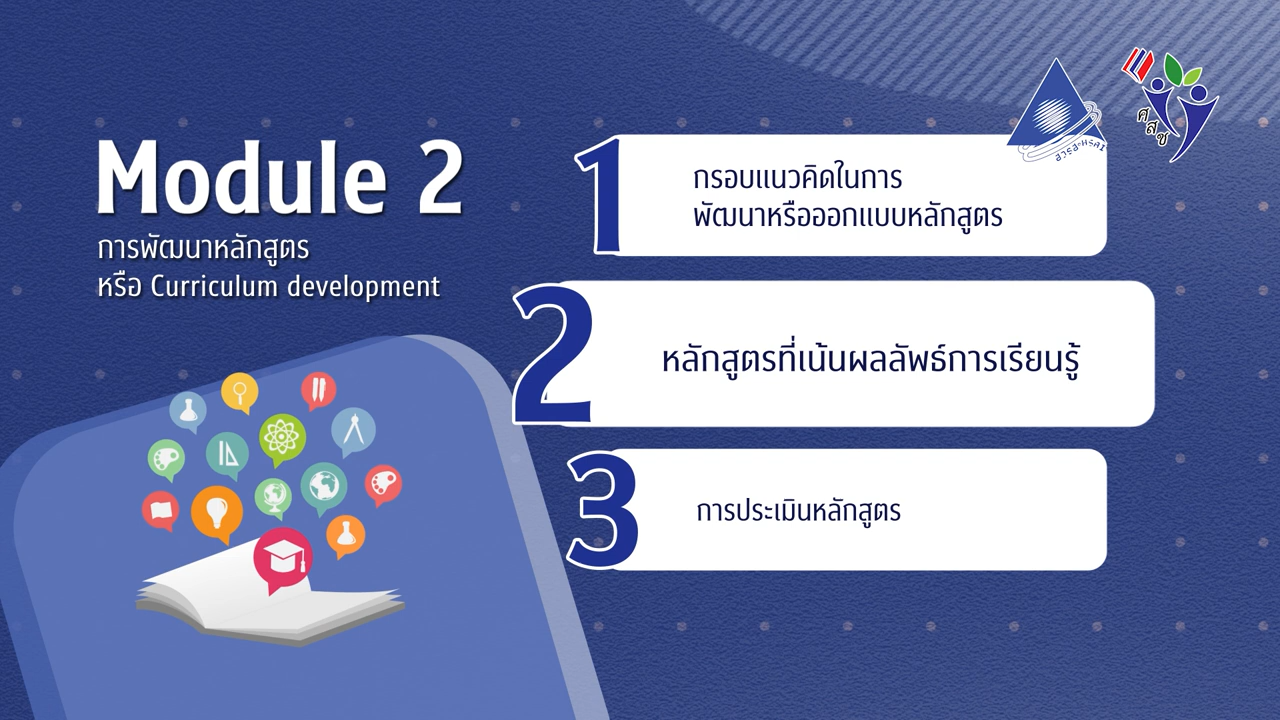 Module 2
การพัฒนาหลักสูตร
หรือ Curriculum development
1
กรอบแนวคิดในการ
พัฒนาหรือออกแบบหลักสูตร
2
หลักสูตรที่เน้นผลลัพธ์การเรียนรู้
3
การประเมินหลักสูตร
ศสช